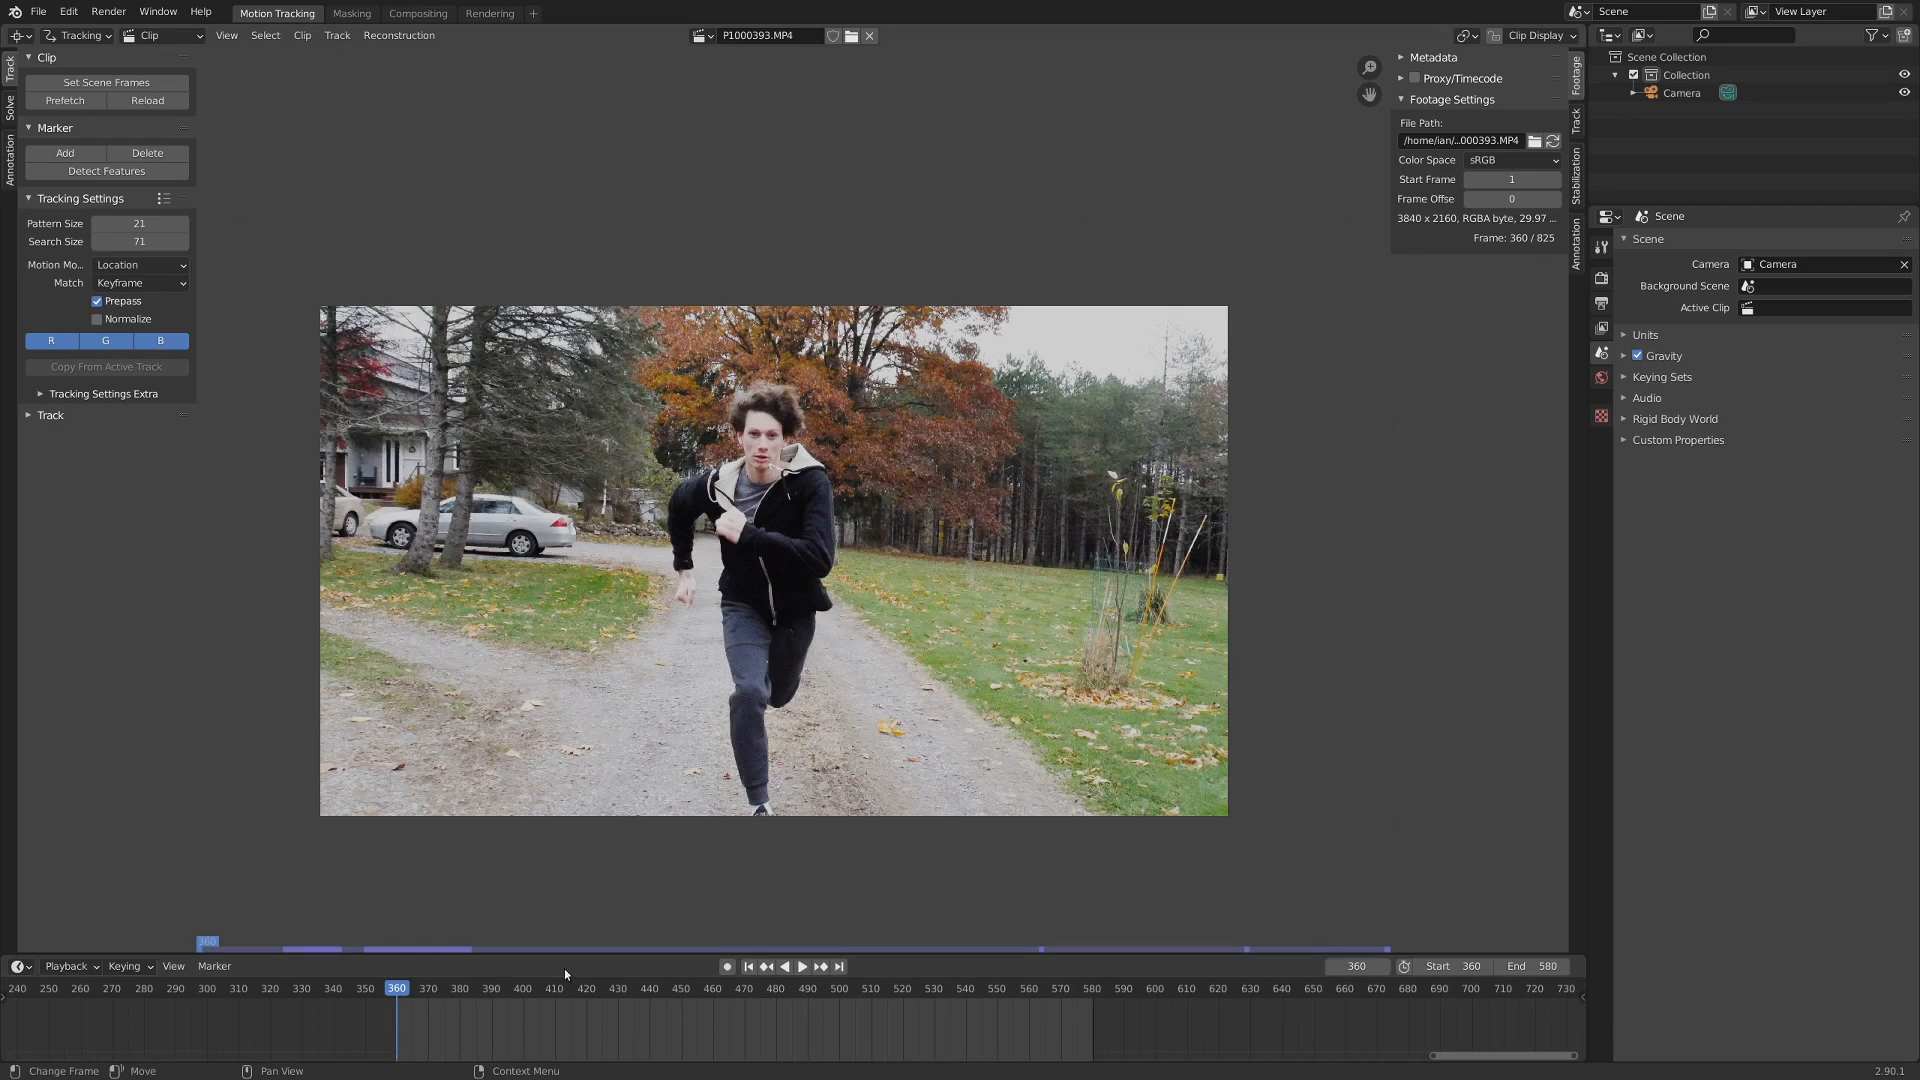 File Edit Render Window Help Motion Tracking Masking Compositing Rendering + Scene View Layer
Tracking Clip View Select Clip Track Reconstruction P1000393.MP4 Clip Display
Clip
Set Scene Frames
Prefetch Reload
Marker
Add Delete
Detect Features
Tracking Settings
Pattern Size 21
Search Size 71
Motion Mo... Location
Match Keyframe
Prepass
Normalize
R G B
Copy From Active Track
Tracking Settings Extra
Track
Track
Solve
Annotation
Metadata
Proxy/Timecode
Footage Settings
File Path:
/home/ian/...000393.MP4
Color Space sRGB
Start Frame 1
Frame Offse 0
3840 x 2160, RGBA byte, 29.97 ...
Frame: 360 / 825
Footage
Track
Stabilization
Annotation
Scene Collection
Collection
Camera
Scene
Scene
Camera Camera
Background Scene
Active Clip
Units
Gravity
Keying Sets
Audio
Rigid Body World
Custom Properties
360
Playback Keying View Marker 360 Start 360 End 580
240 250 260 270 280 290 300 310 320 330 340 350 360 370 380 390 400 410 420 430 440 450 460 470 480 490 500 510 520 530 540 550 560 570 580 590 600 610 620 630 640 650 660 670 680 690 700 710 720 730
Change Frame Move Pan View Context Menu 2.90.1